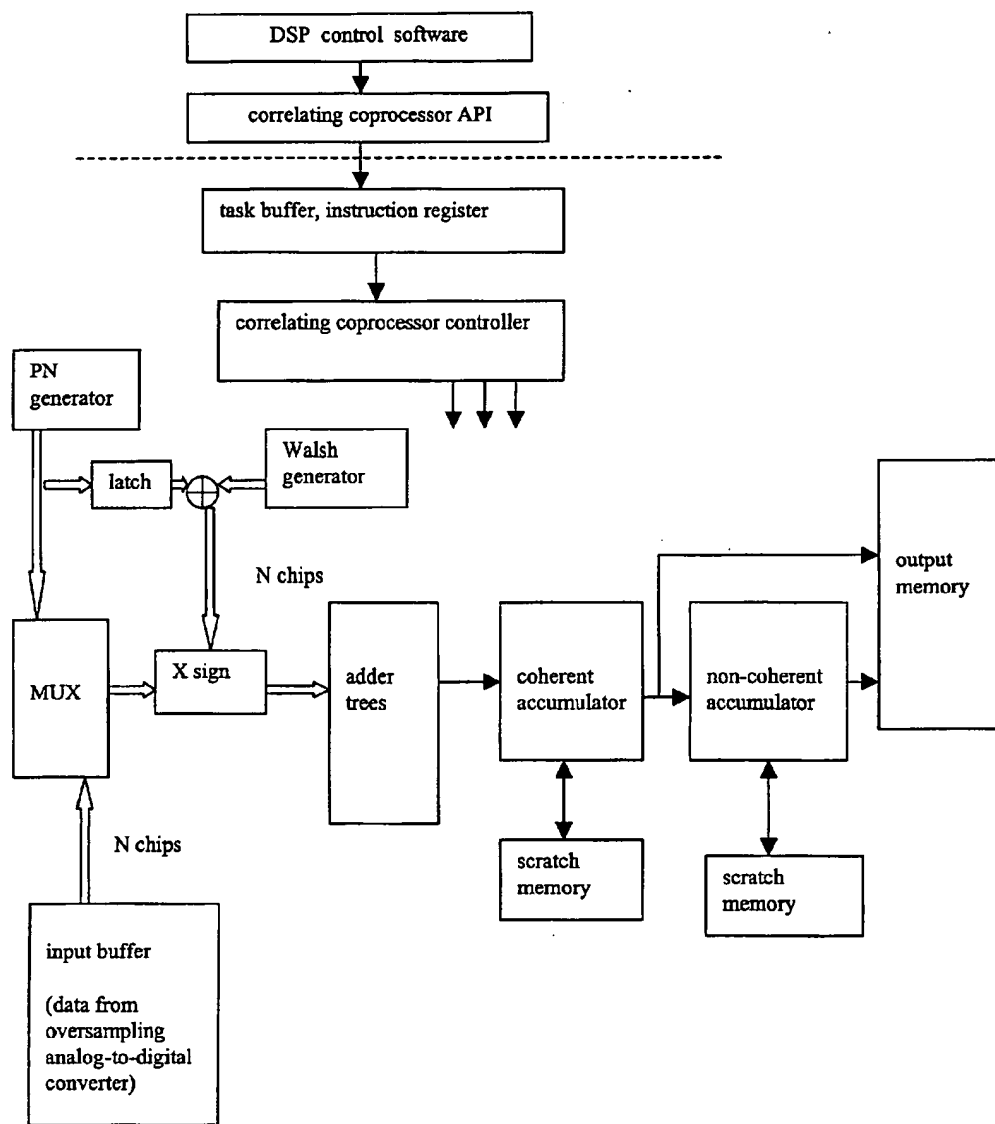 DSP control software
correlating coprocessor API
task buffer, instruction register
correlating coprocessor controller
PN
generator
latch
Walsh
generator
N chips
output
memory
MUX
X sign
adder
trees
coherent
accumulator
non-coherent
accumulator
N chips
scratch
memory
scratch
memory
input buffer
(data from
oversampling
analog-to-digital
converter)